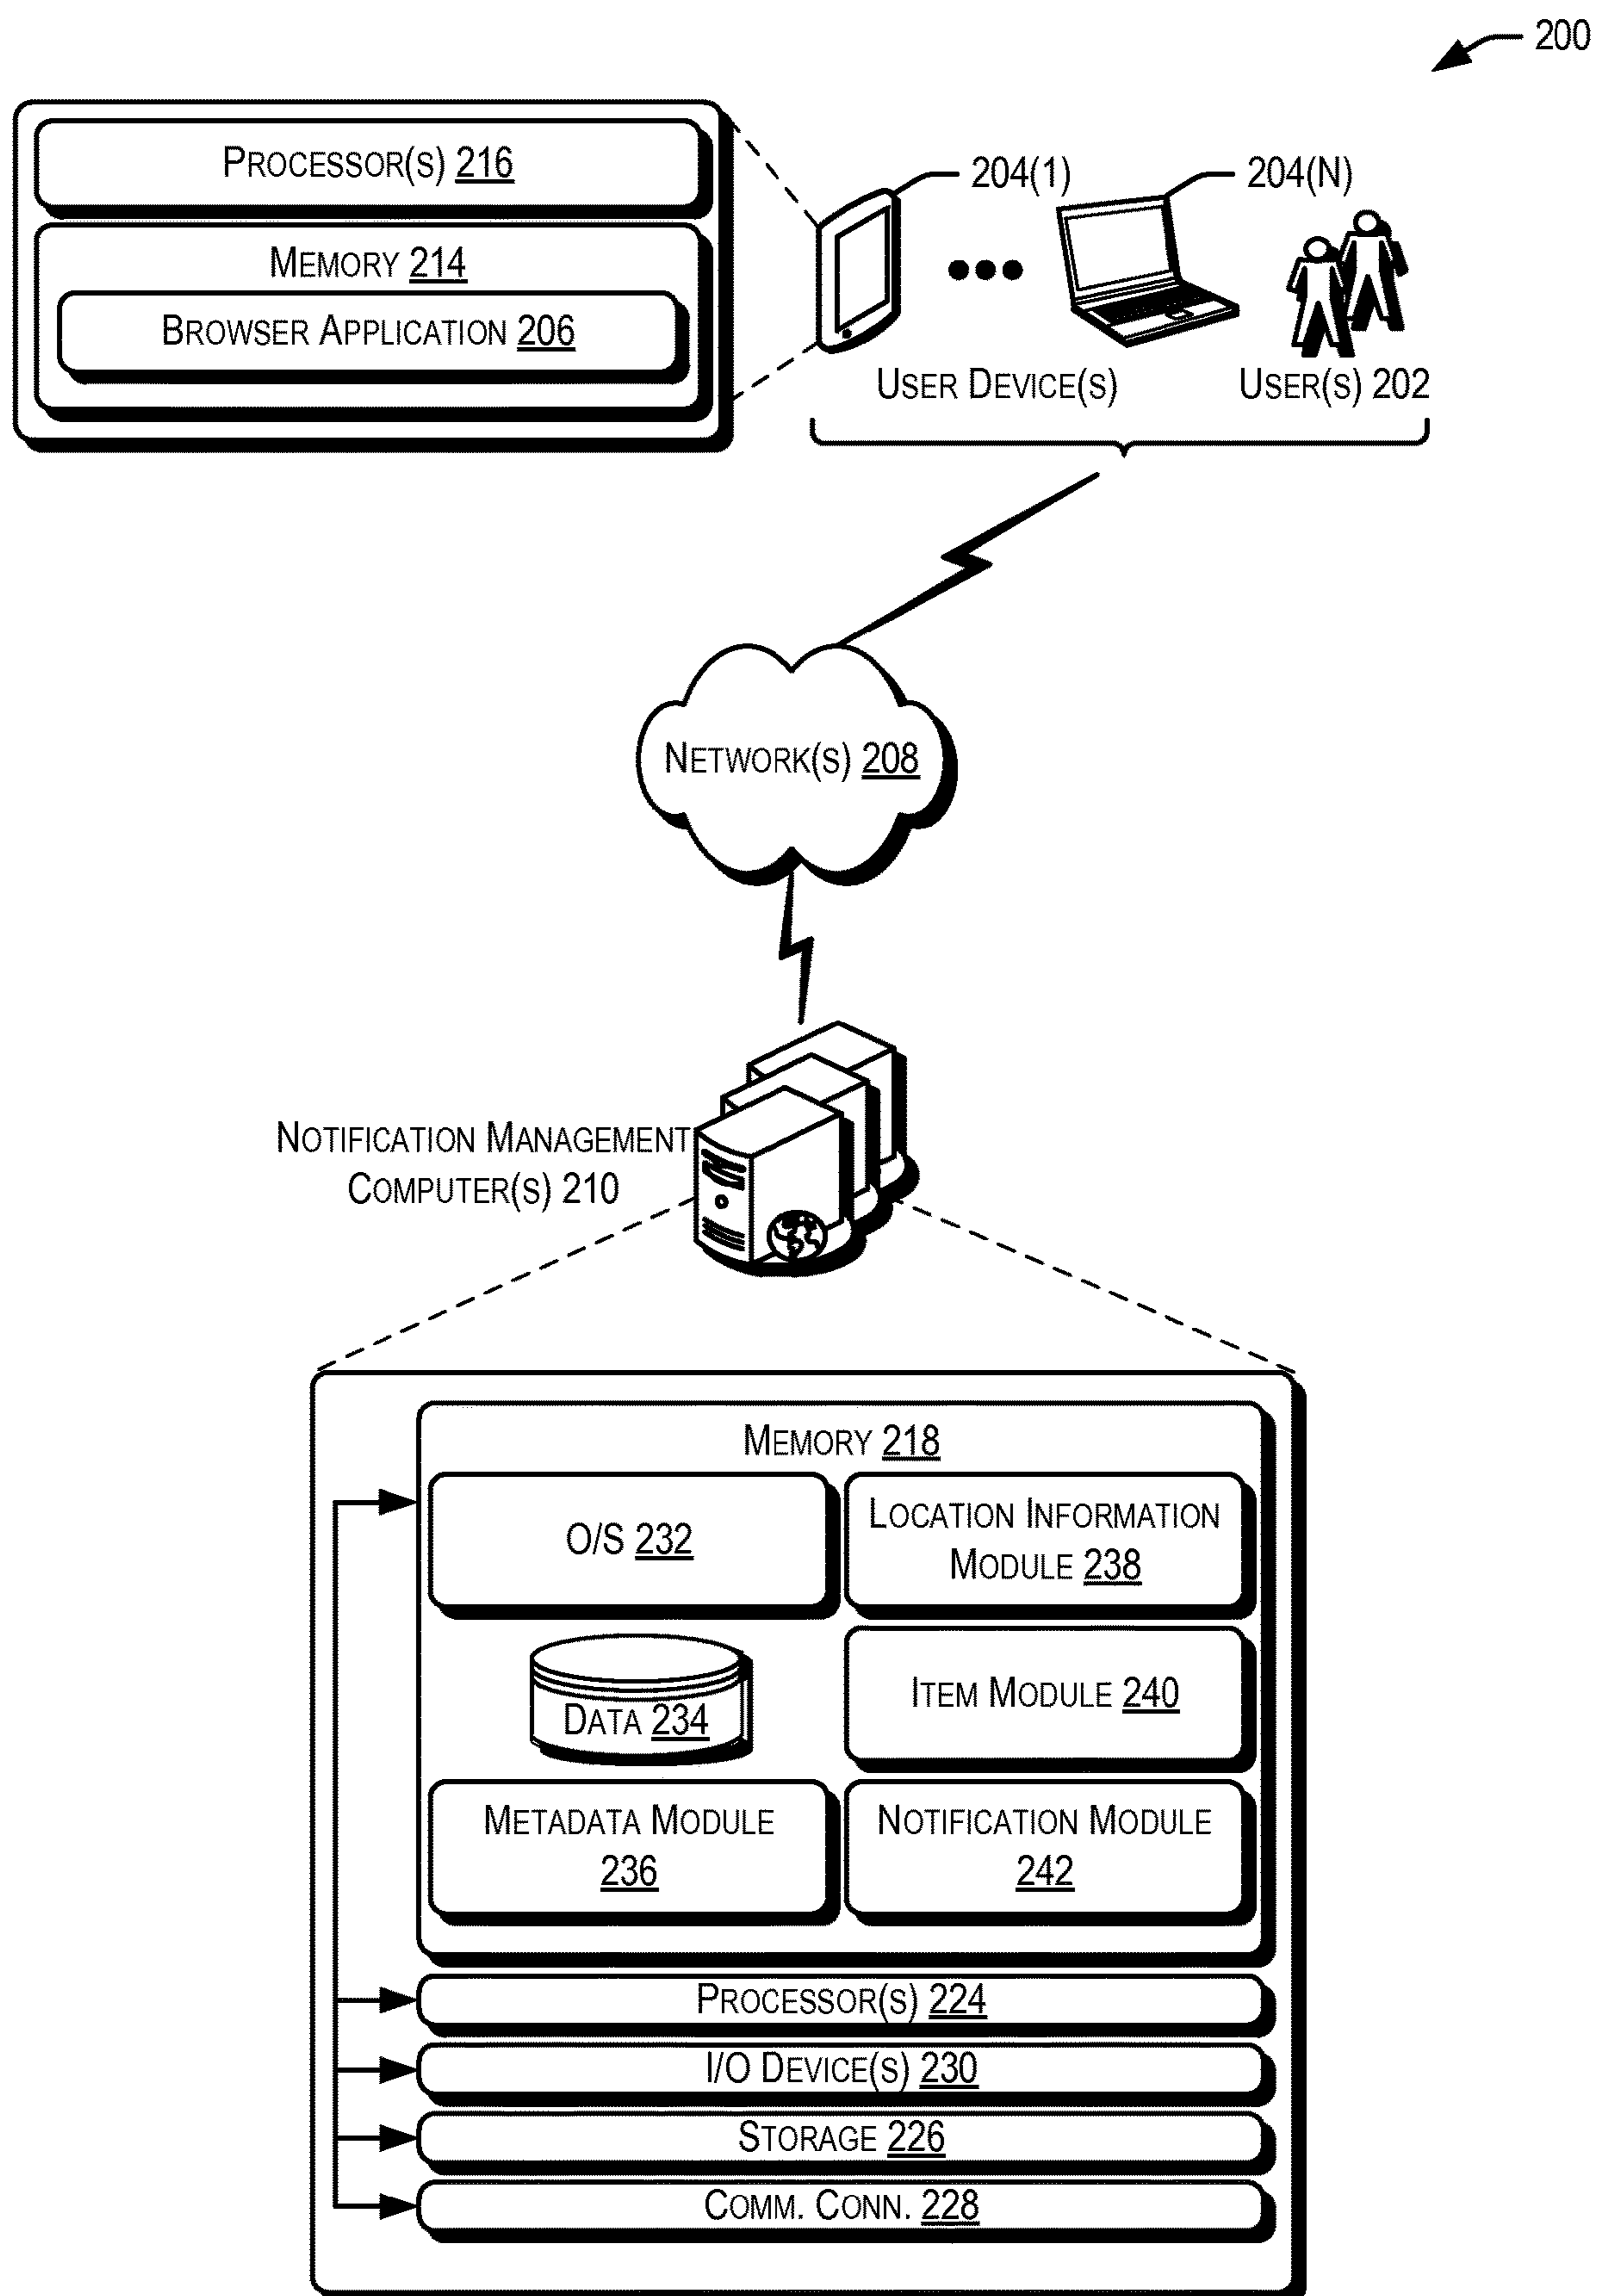 200
PROCESSOR(S) 216
MEMORY 214
BROWSER APPLICATION 206
204(1)
204(N)
USER DEVICE(S)
USER(S) 202
NETWORK(S) 208
NOTIFICATION MANAGEMENT
COMPUTER(S) 210
MEMORY 218
O/S 232
LOCATION INFORMATION
MODULE 238
DATA 234
ITEM MODULE 240
METADATA MODULE
236
NOTIFICATION MODULE
242
PROCESSOR(S) 224
I/O DEVICE(S) 230
STORAGE 226
COMM. CONN. 228